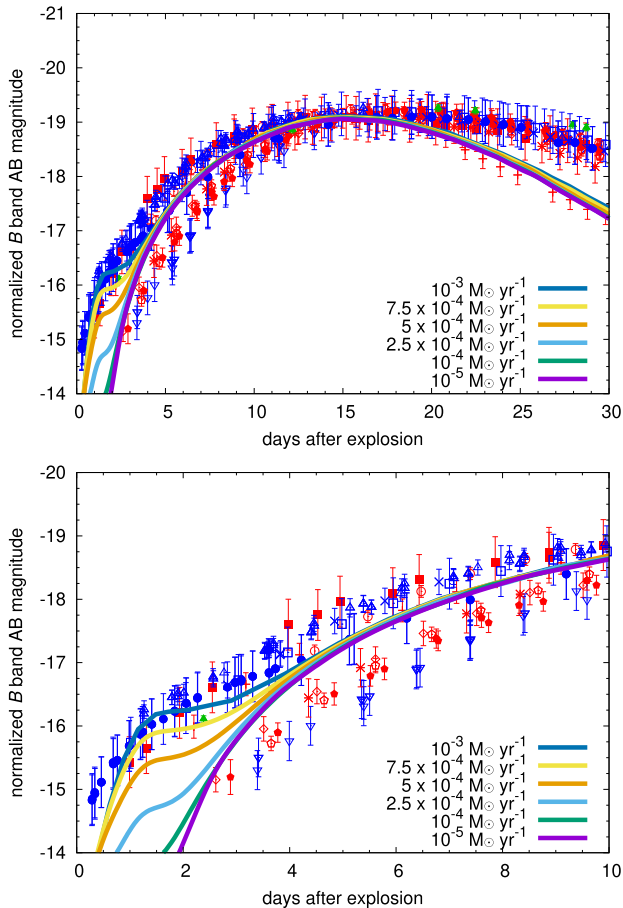 -21
-20
-19
-18
-17
-16
-15
-14
normalized B band AB magnitude
10⁻³ M☉ yr⁻¹
7.5 x 10⁻⁴ M☉ yr⁻¹
5 x 10⁻⁴ M☉ yr⁻¹
2.5 x 10⁻⁴ M☉ yr⁻¹
10⁻⁴ M☉ yr⁻¹
10⁻⁵ M☉ yr⁻¹
0 5 10 15 20 25 30
days after explosion
-20
-19
-18
-17
-16
-15
-14
normalized B band AB magnitude
10⁻³ M☉ yr⁻¹
7.5 x 10⁻⁴ M☉ yr⁻¹
5 x 10⁻⁴ M☉ yr⁻¹
2.5 x 10⁻⁴ M☉ yr⁻¹
10⁻⁴ M☉ yr⁻¹
10⁻⁵ M☉ yr⁻¹
0 2 4 6 8 10
days after explosion